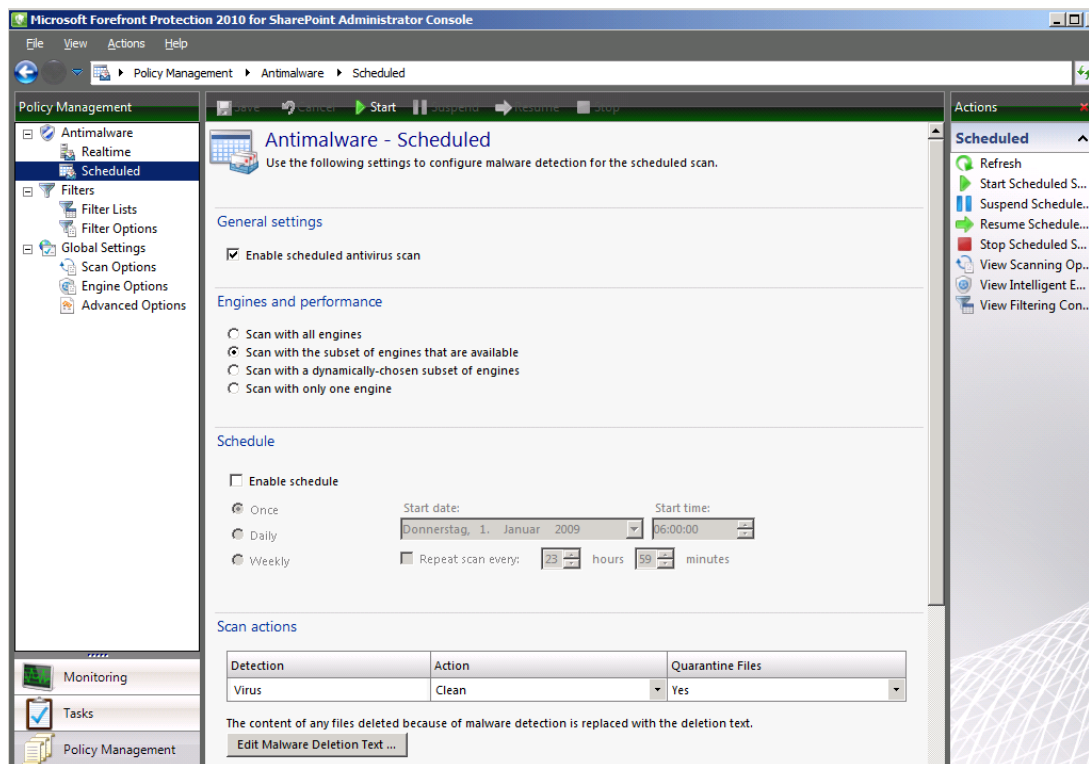 Microsoft Forefront Protection 2010 for SharePoint Administrator Console
File View Actions Help
Policy Management Antimalware Scheduled
Policy Management
Antimalware
Realtime
Scheduled
Filters
Filter Lists
Filter Options
Global Settings
Scan Options
Engine Options
Advanced Options
Monitoring
Tasks
Policy Management
Save Cancel Start Suspend Resume Stop
Antimalware - Scheduled
Use the following settings to configure malware detection for the scheduled scan.
General settings
Enable scheduled antivirus scan
Engines and performance
Scan with all engines
Scan with the subset of engines that are available
Scan with a dynamically-chosen subset of engines
Scan with only one engine
Schedule
Enable schedule
Once Start date: Start time:
Donnerstag, 1. Januar 2009 06:00:00
Daily
Weekly Repeat scan every: 23 hours 59 minutes
Scan actions
Detection Action Quarantine Files
Virus Clean Yes
The content of any files deleted because of malware detection is replaced with the deletion text.
Edit Malware Deletion Text ...
Actions
Scheduled
Refresh
Start Scheduled S...
Suspend Schedule...
Resume Schedule...
Stop Scheduled S...
View Scanning Op...
View Intelligent E...
View Filtering Con...